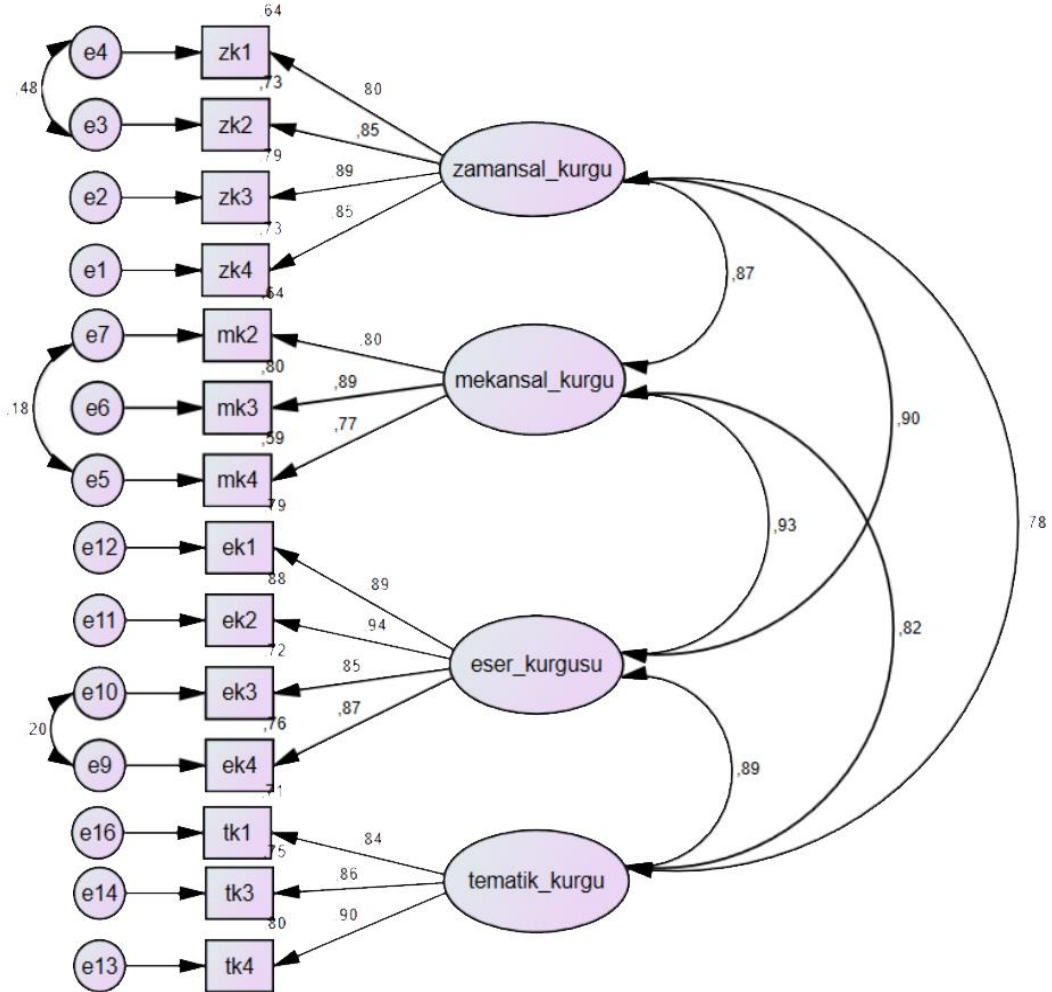 .64
e4 zk1
,73 80
.48
e3 zk2 ,85
.79
zamansal_kurgu
e2 zk3 .89
.73 .85
e1 zk4
,64
,87
e7 mk2 .80
,80
mekansal_kurgu
.18 e6 mk3 ,89
,59 ,77
,90
e5 mk4
.79
,93 .78
e12 ek1
.88 .89
e11 ek2 .94
.72
,82
eser_kurgusu
e10 ek3 .85
,76 ,87
.20
e9 ek4
.71
,89
e16 tk1 .84
.75
tematik_kurgu
e14 tk3 .86
.80 .90
e13 tk4